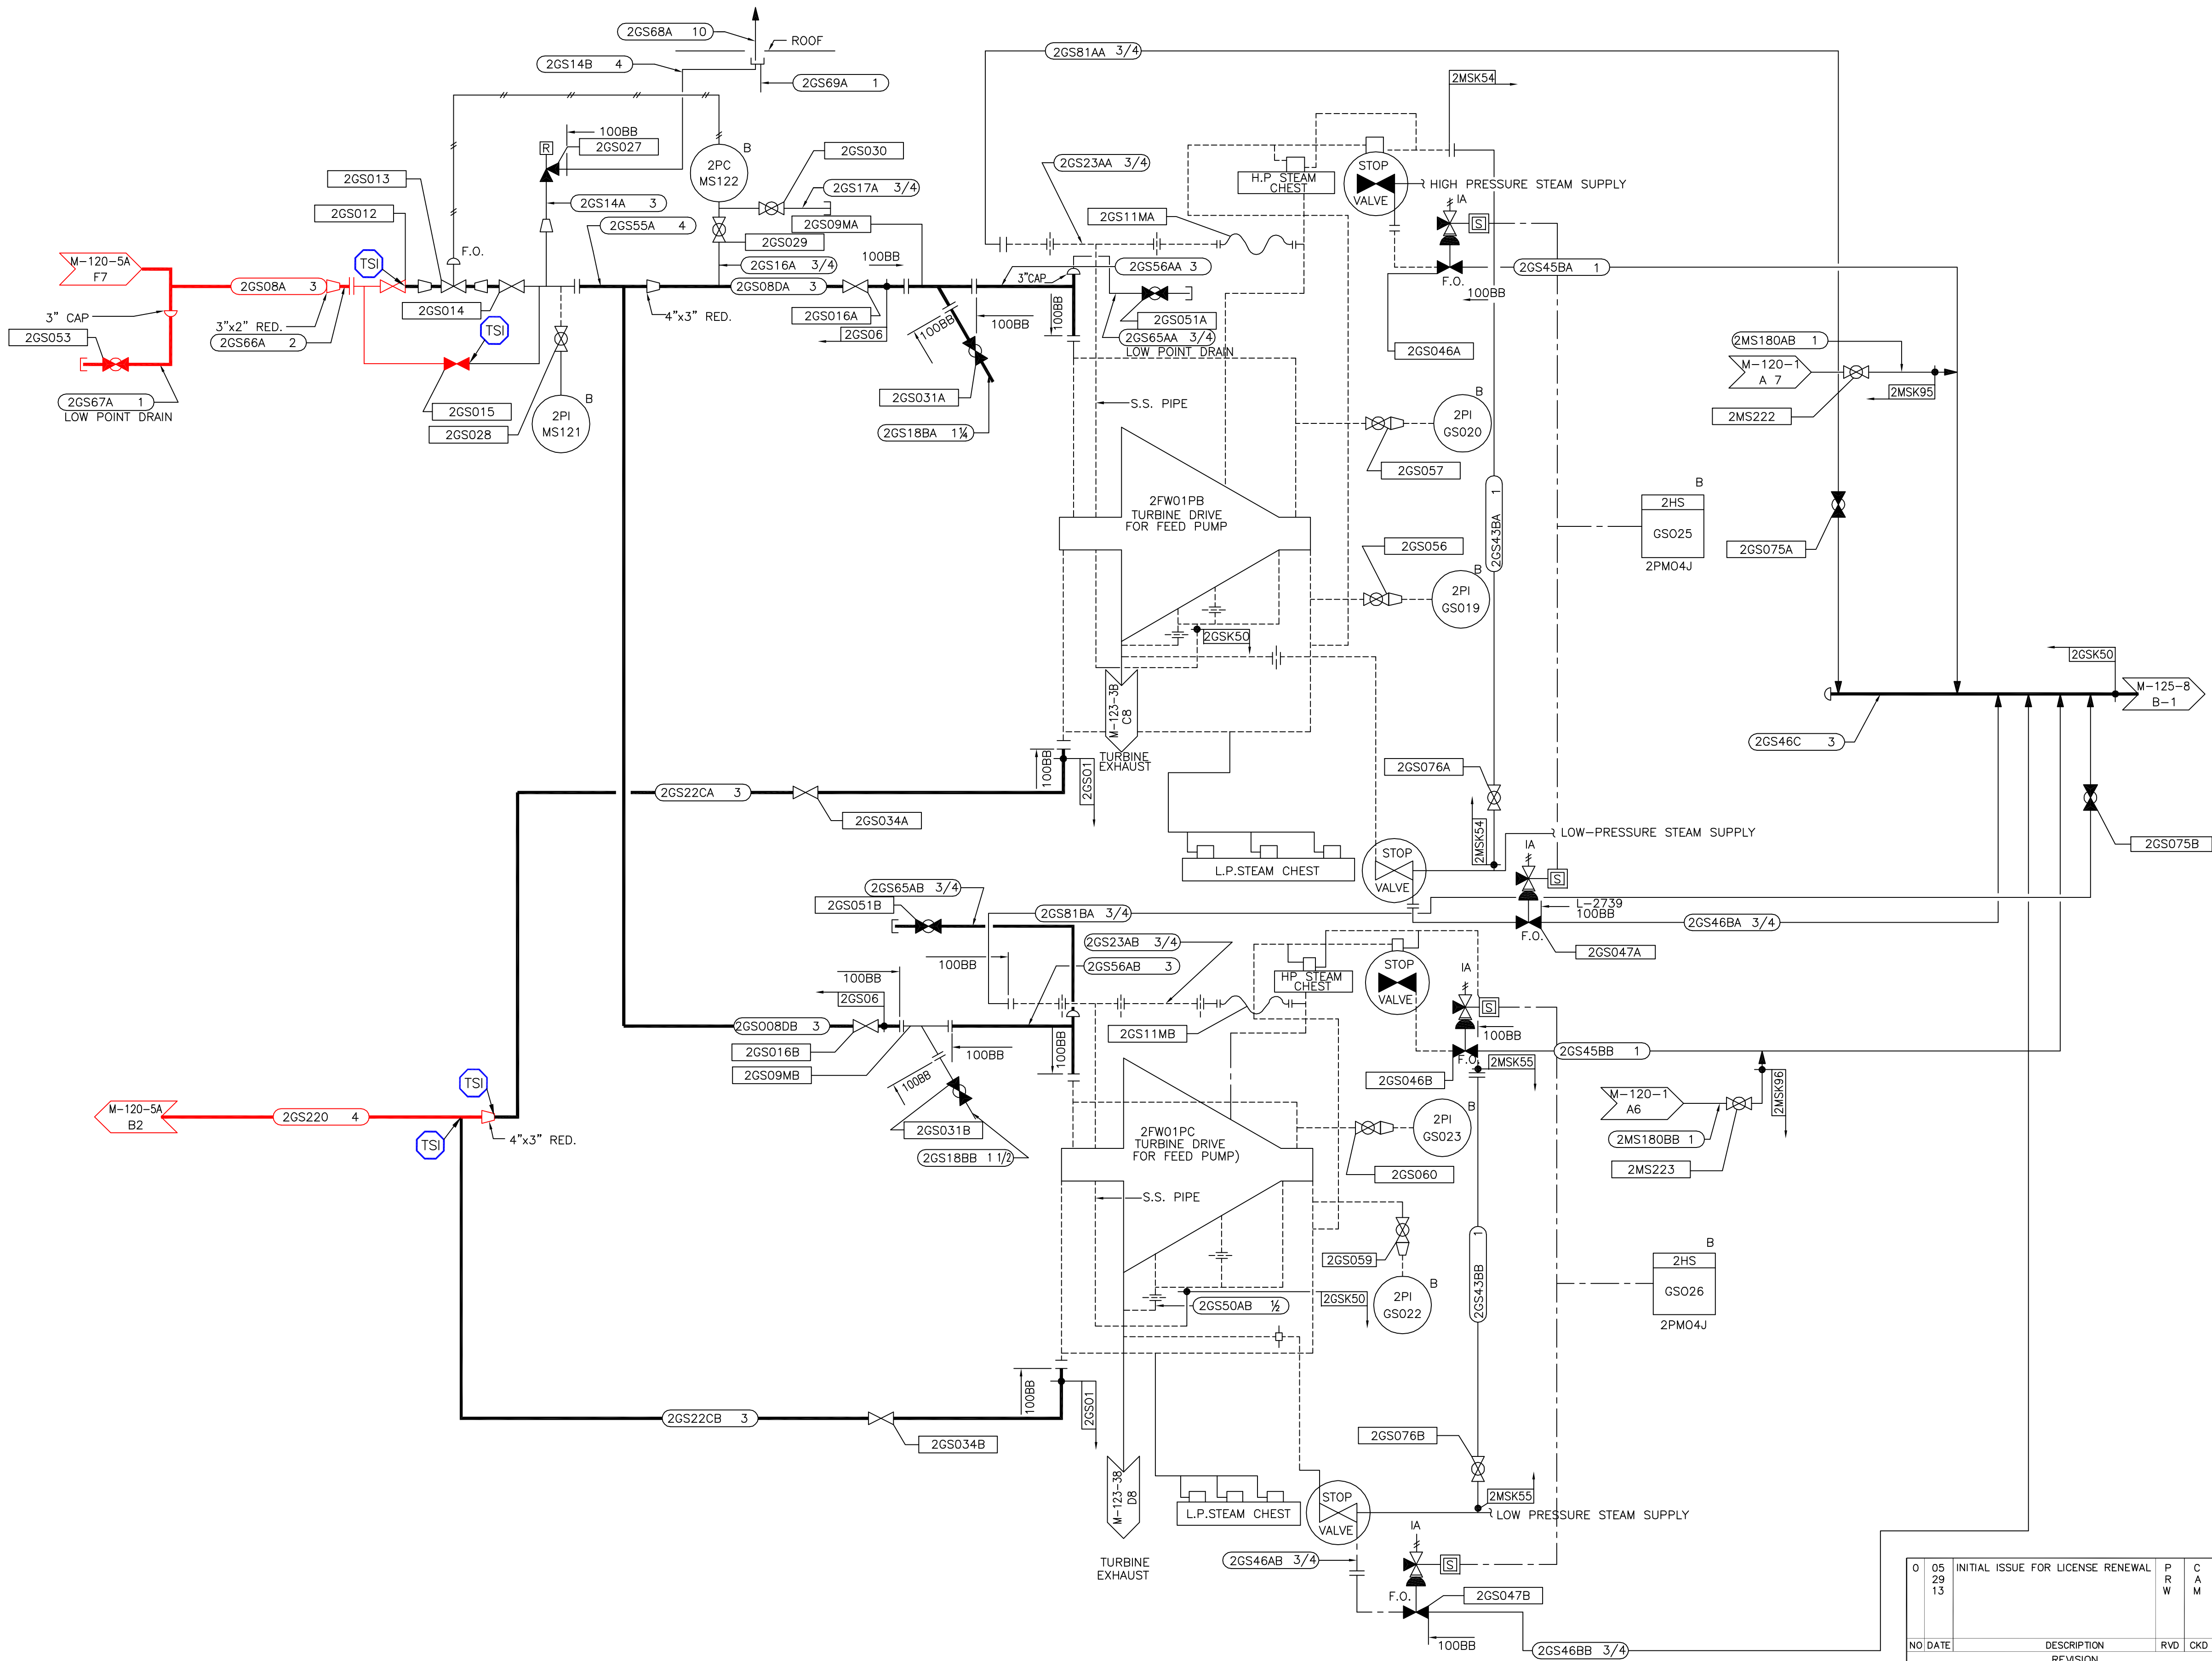 2GS68A 10
ROOF
2GS14B 4
2GS69A 1
2GS81AA 3/4
2MSK54
100BB
2GS027
R
2PC
MS122
B
2GS030
2GS17A 3/4
2GS23AA 3/4
STOP
VALVE
H.P STEAM
CHEST
HIGH PRESSURE STEAM SUPPLY
IA
S
2GS013
2GS012
F.O.
2GS14A 3
2GS55A 4
2GS09MA
2GS029
2GS16A 3/4
100BB
2GS11MA
M-120-5A
F7
TSI
2GS08A 3
2GS014
2GS08DA 3
2GS56AA 3
3"CAP
2GS45BA 1
F.O.
100BB
3" CAP
3"x2" RED.
2GS66A 2
TSI
4"x3" RED.
2GS016A
2GS06
100BB
100BB
100BB
2GS051A
2GS65AA 3/4
LOW POINT DRAIN
2GS046A
2GS053
2GS67A 1
LOW POINT DRAIN
2GS015
2GS028
2PI
MS121
B
2GS031A
2GS18BA 1¼
S.S. PIPE
2PI
GS020
B
2GS057
2MS180AB 1
M-120-1
A 7
2MSK95
2MS222
2FW01PB
TURBINE DRIVE
FOR FEED PUMP
2GS43BA 1
B
2HS
GSO25
2PM04J
2GS075A
2GS056
2PI
GS019
B
2GSK50
2GSK50
M-125-8
B-1
M-123-3B
C8
TURBINE
EXHAUST
2GS46C 3
100BB
2GS01
2GS22CA 3
2GS034A
2GS076A
2MSK54
LOW-PRESSURE STEAM SUPPLY
2GS075B
L.P.STEAM CHEST
STOP
VALVE
IA
S
2GS65AB 3/4
2GS051B
2GS81BA 3/4
L-2739
100BB
2GS46BA 3/4
F.O.
2GS047A
2GS23AB 3/4
2GS56AB 3
100BB
100BB
2GS06
HP STEAM
CHEST
STOP
VALVE
IA
S
2GSO08DB 3
2GS016B
2GS09MB
100BB
100BB
100BB
2GS11MB
100BB
F.O.
2GS45BB 1
2MSK55
2GS046B
TSI
M-120-5A
B2
2GS220 4
TSI
4"x3" RED.
2GS031B
2GS18BB 1 1/2
2FW01PC
TURBINE DRIVE
FOR FEED PUMP)
2PI
GS023
B
2GS060
M-120-1
A6
2MSK96
2MS180BB 1
2MS223
S.S. PIPE
2GS059
2GS43BB 1
B
2HS
GSO26
2PM04J
2GS50AB ½
2GSK50
2PI
GS022
B
100BB
2GS01
2GS22CB 3
2GS034B
M-123-38
D8
TURBINE
EXHAUST
2GS076B
2MSK55
LOW PRESSURE STEAM SUPPLY
L.P.STEAM CHEST
STOP
VALVE
IA
S
2GS46AB 3/4
F.O.
2GS047B
100BB
2GS46BB 3/4
0 05 29 13 INITIAL ISSUE FOR LICENSE RENEWAL P R W C A M
NO DATE DESCRIPTION RVD CKD
REVISION